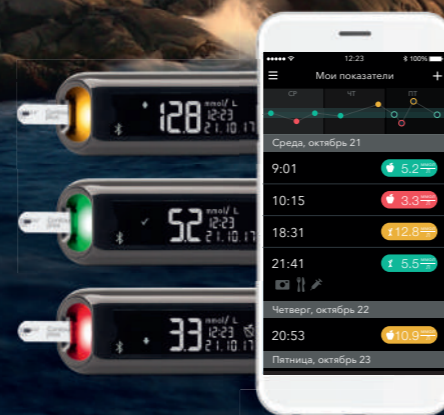 12.8 mmol/L
12:23
21.10.17
5.2 mmol/L
12:23
21.10.17
3.3 mmol/L
12:23
21.10.17
12:23 100%
Мои показатели +
СР ЧТ ПТ
Среда, октябрь 21
9:01 5.2
10:15 3.3
18:31 12.8
21:41 5.5
Четверг, октябрь 22
20:53 10.9
Пятница, октябрь 23